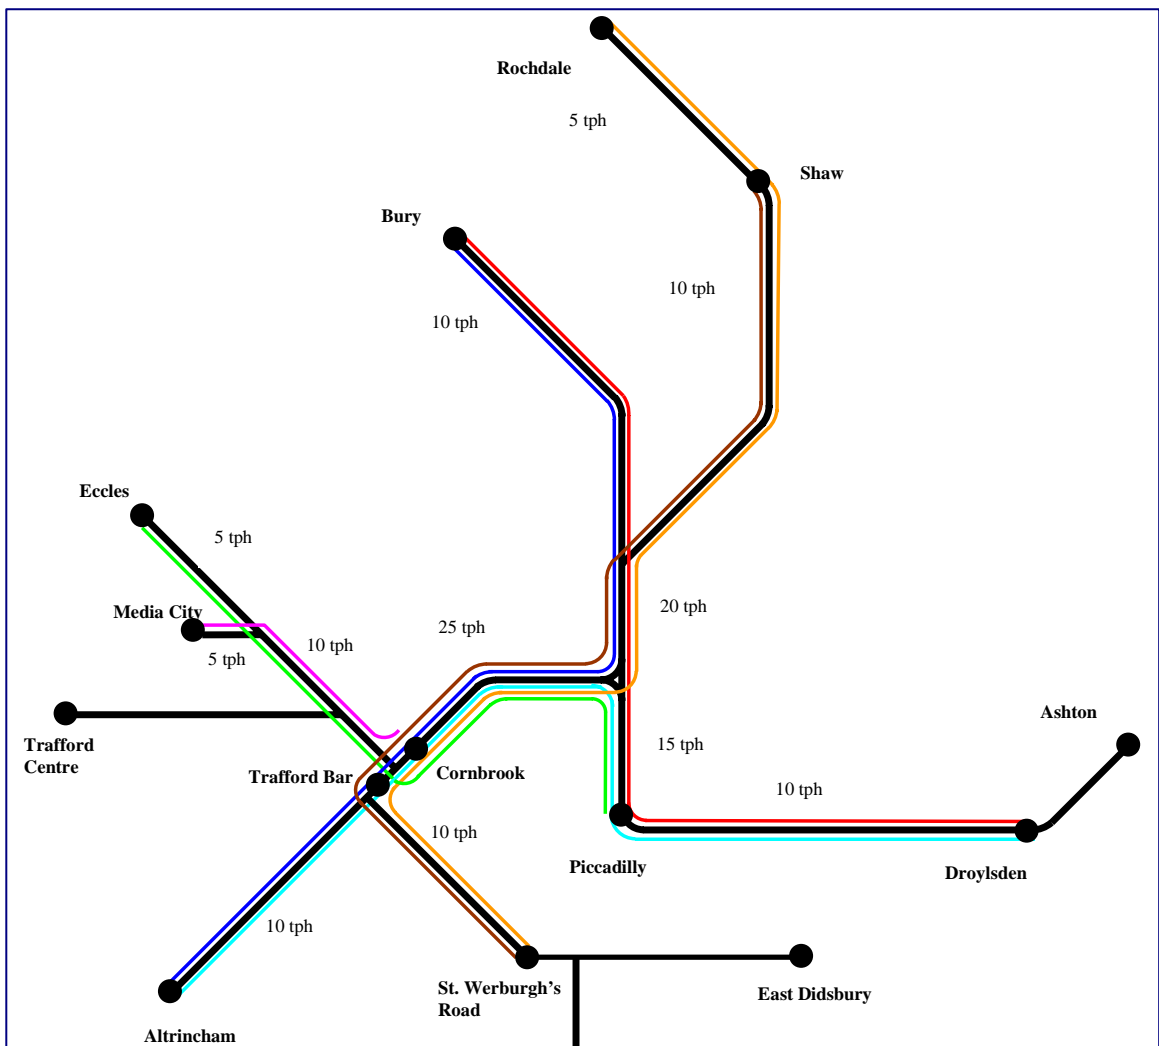 Rochdale
5 tph
Shaw
Bury
10 tph
10 tph
Eccles
5 tph
Media City
20 tph
25 tph
10 tph
5 tph
Ashton
Trafford
Centre
15 tph
Cornbrook
Trafford Bar
10 tph
10 tph
Piccadilly
Droylsden
10 tph
St. Werburgh's
Road
East Didsbury
Altrincham